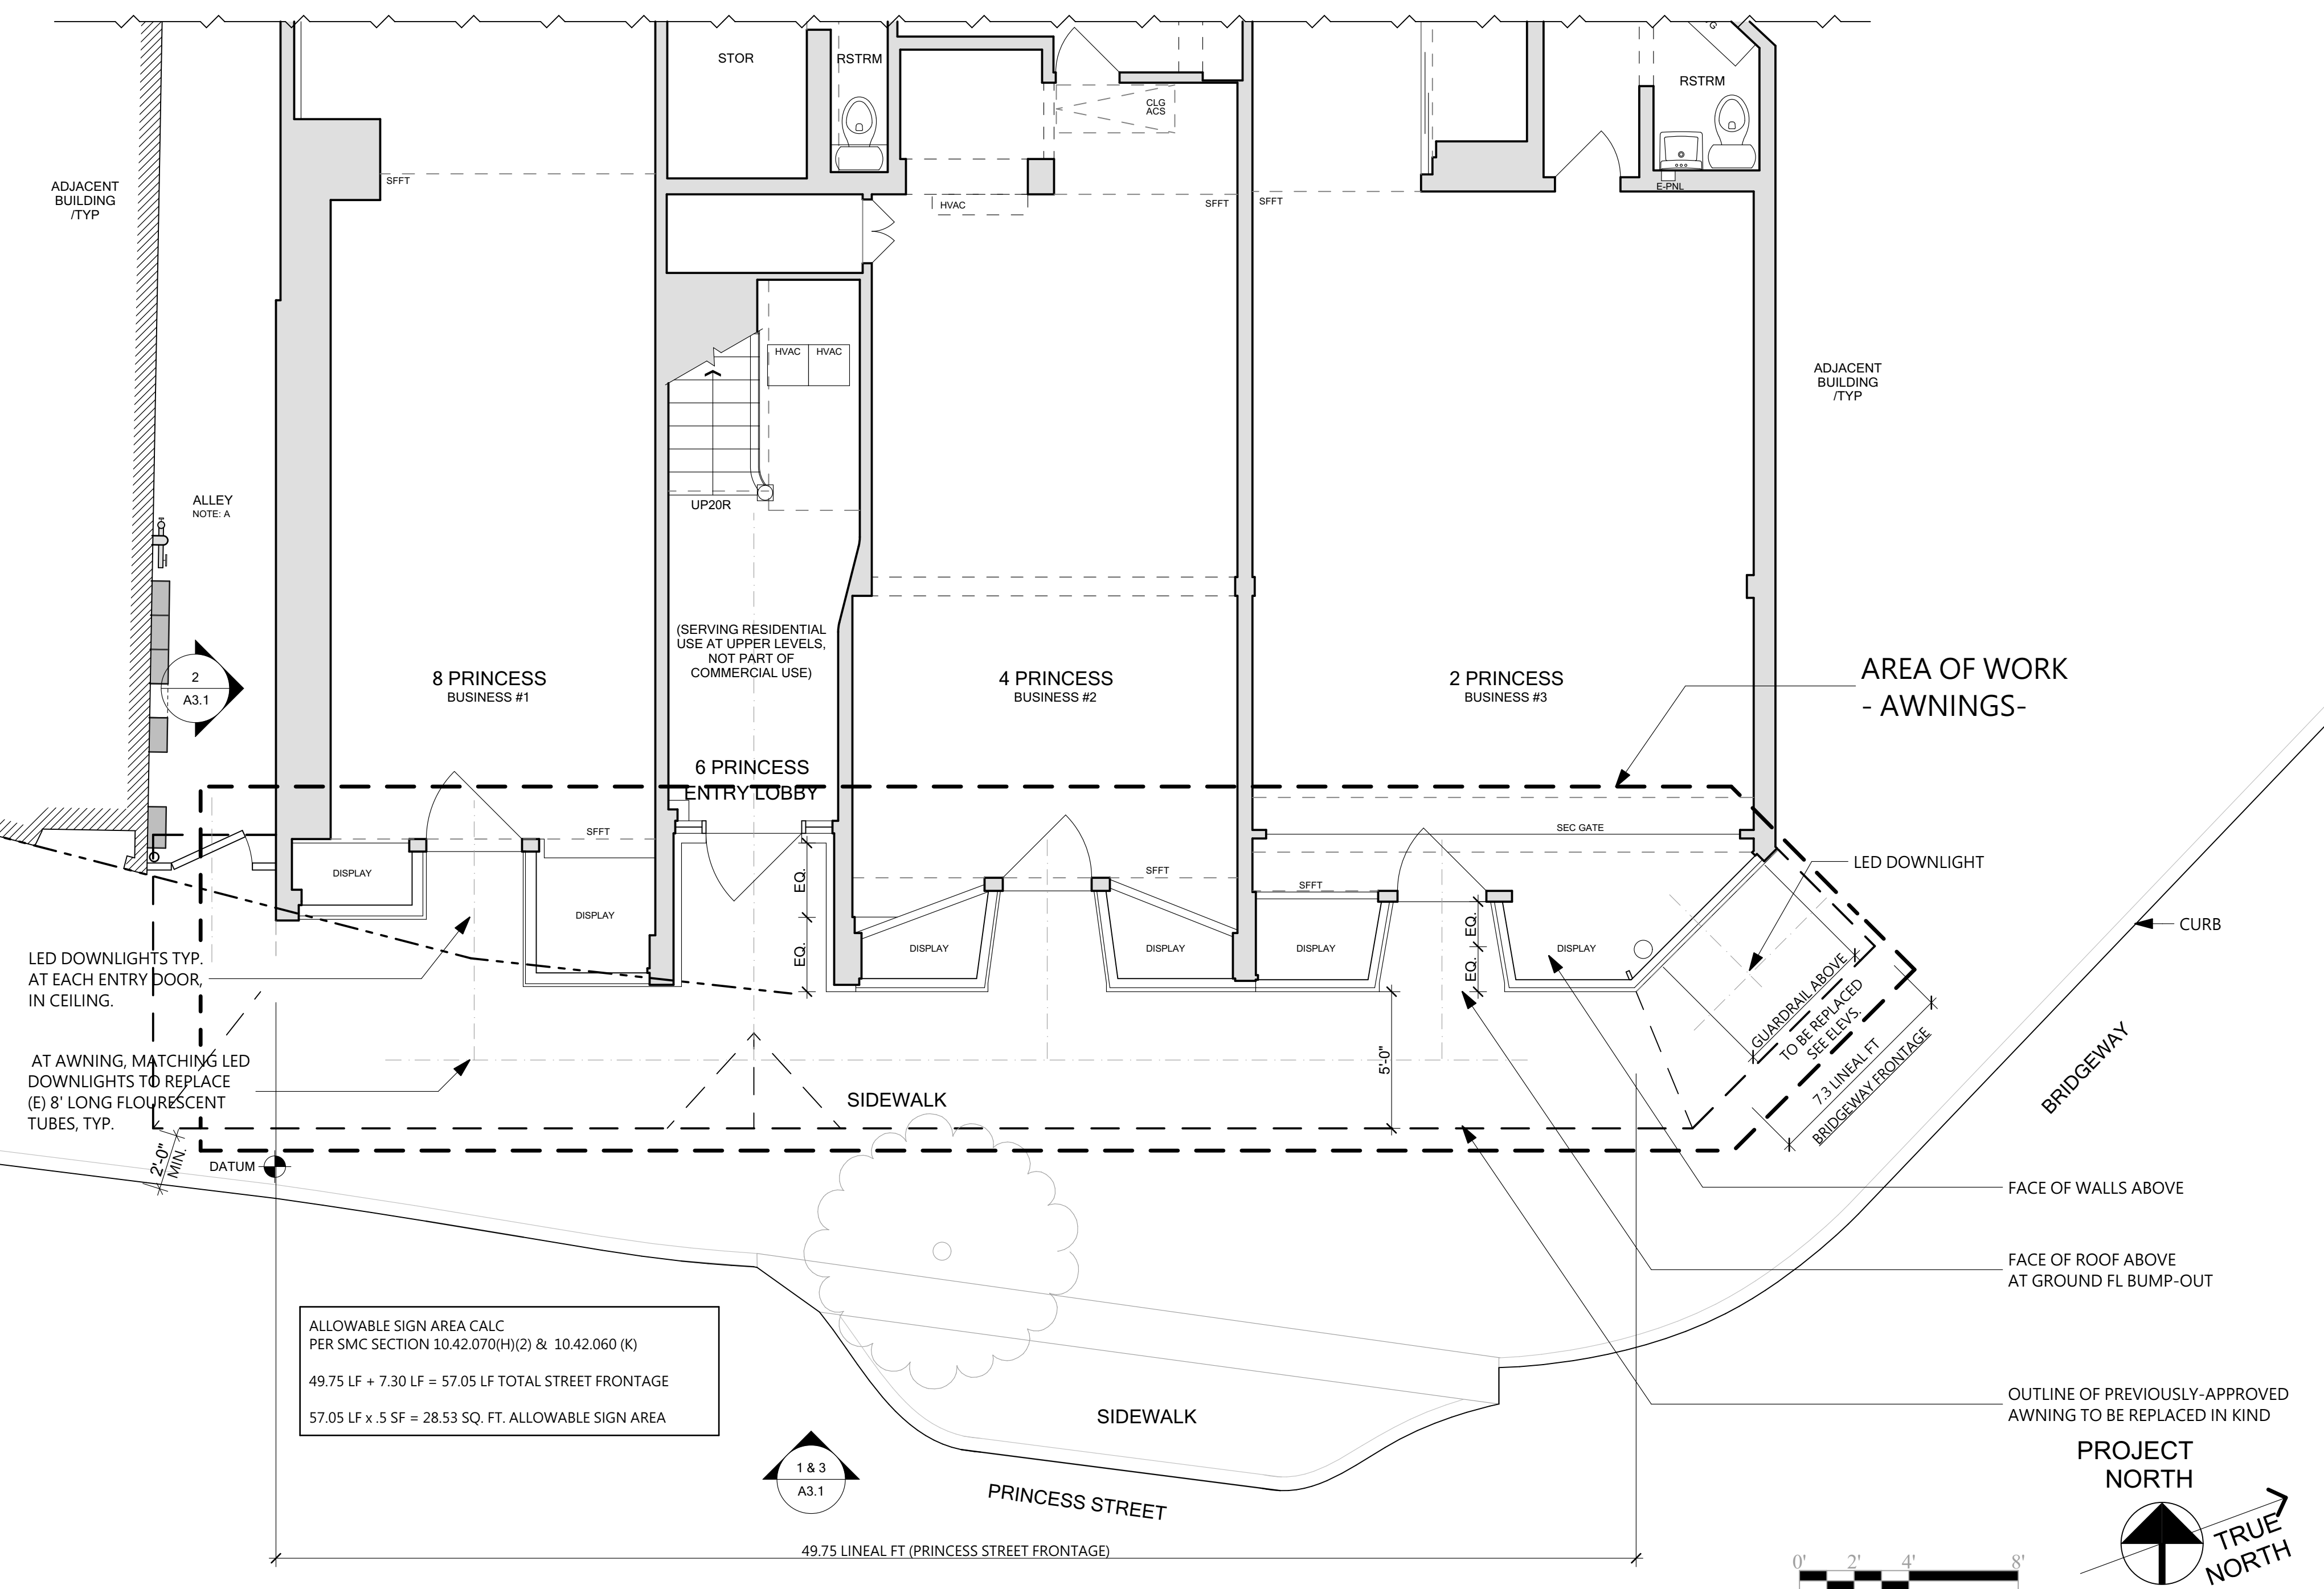 STOR
RSTRM
RSTRM
CLG
ACS
ADJACENT
BUILDING
/TYP
SFFT
HVAC
SFFT
SFFT
E-PNL
HVAC
HVAC
ADJACENT
BUILDING
/TYP
ALLEY
NOTE: A
UP20R
(SERVING RESIDENTIAL
USE AT UPPER LEVELS,
NOT PART OF
COMMERCIAL USE)
2
A3.1
8 PRINCESS
BUSINESS #1
4 PRINCESS
BUSINESS #2
2 PRINCESS
BUSINESS #3
AREA OF WORK
- AWNINGS-
6 PRINCESS
ENTRY LOBBY
SFFT
SEC GATE
LED DOWNLIGHT
DISPLAY
DISPLAY
EQ.
EQ.
SFFT
DISPLAY
DISPLAY
SFFT
DISPLAY
EQ.
EQ.
DISPLAY
CURB
LED DOWNLIGHTS TYP.
AT EACH ENTRY DOOR,
IN CEILING.
AT AWNING, MATCHING LED
DOWNLIGHTS TO REPLACE
(E) 8' LONG FLOURESCENT
TUBES, TYP.
GUARDRAIL ABOVE
TO BE REPLACED
SEE ELEVS.
7.3 LINEAL FT
BRIDGEWAY FRONTAGE
BRIDGEWAY
5'-0"
SIDEWALK
2'-0"
MIN.
DATUM
FACE OF WALLS ABOVE
FACE OF ROOF ABOVE
AT GROUND FL BUMP-OUT
ALLOWABLE SIGN AREA CALC
PER SMC SECTION 10.42.070(H)(2) & 10.42.060 (K)
49.75 LF + 7.30 LF = 57.05 LF TOTAL STREET FRONTAGE
57.05 LF x .5 SF = 28.53 SQ. FT. ALLOWABLE SIGN AREA
OUTLINE OF PREVIOUSLY-APPROVED
AWNING TO BE REPLACED IN KIND
SIDEWALK
1 & 3
A3.1
PRINCESS STREET
49.75 LINEAL FT (PRINCESS STREET FRONTAGE)
PROJECT
NORTH
TRUE
NORTH
0' 2' 4' 8'